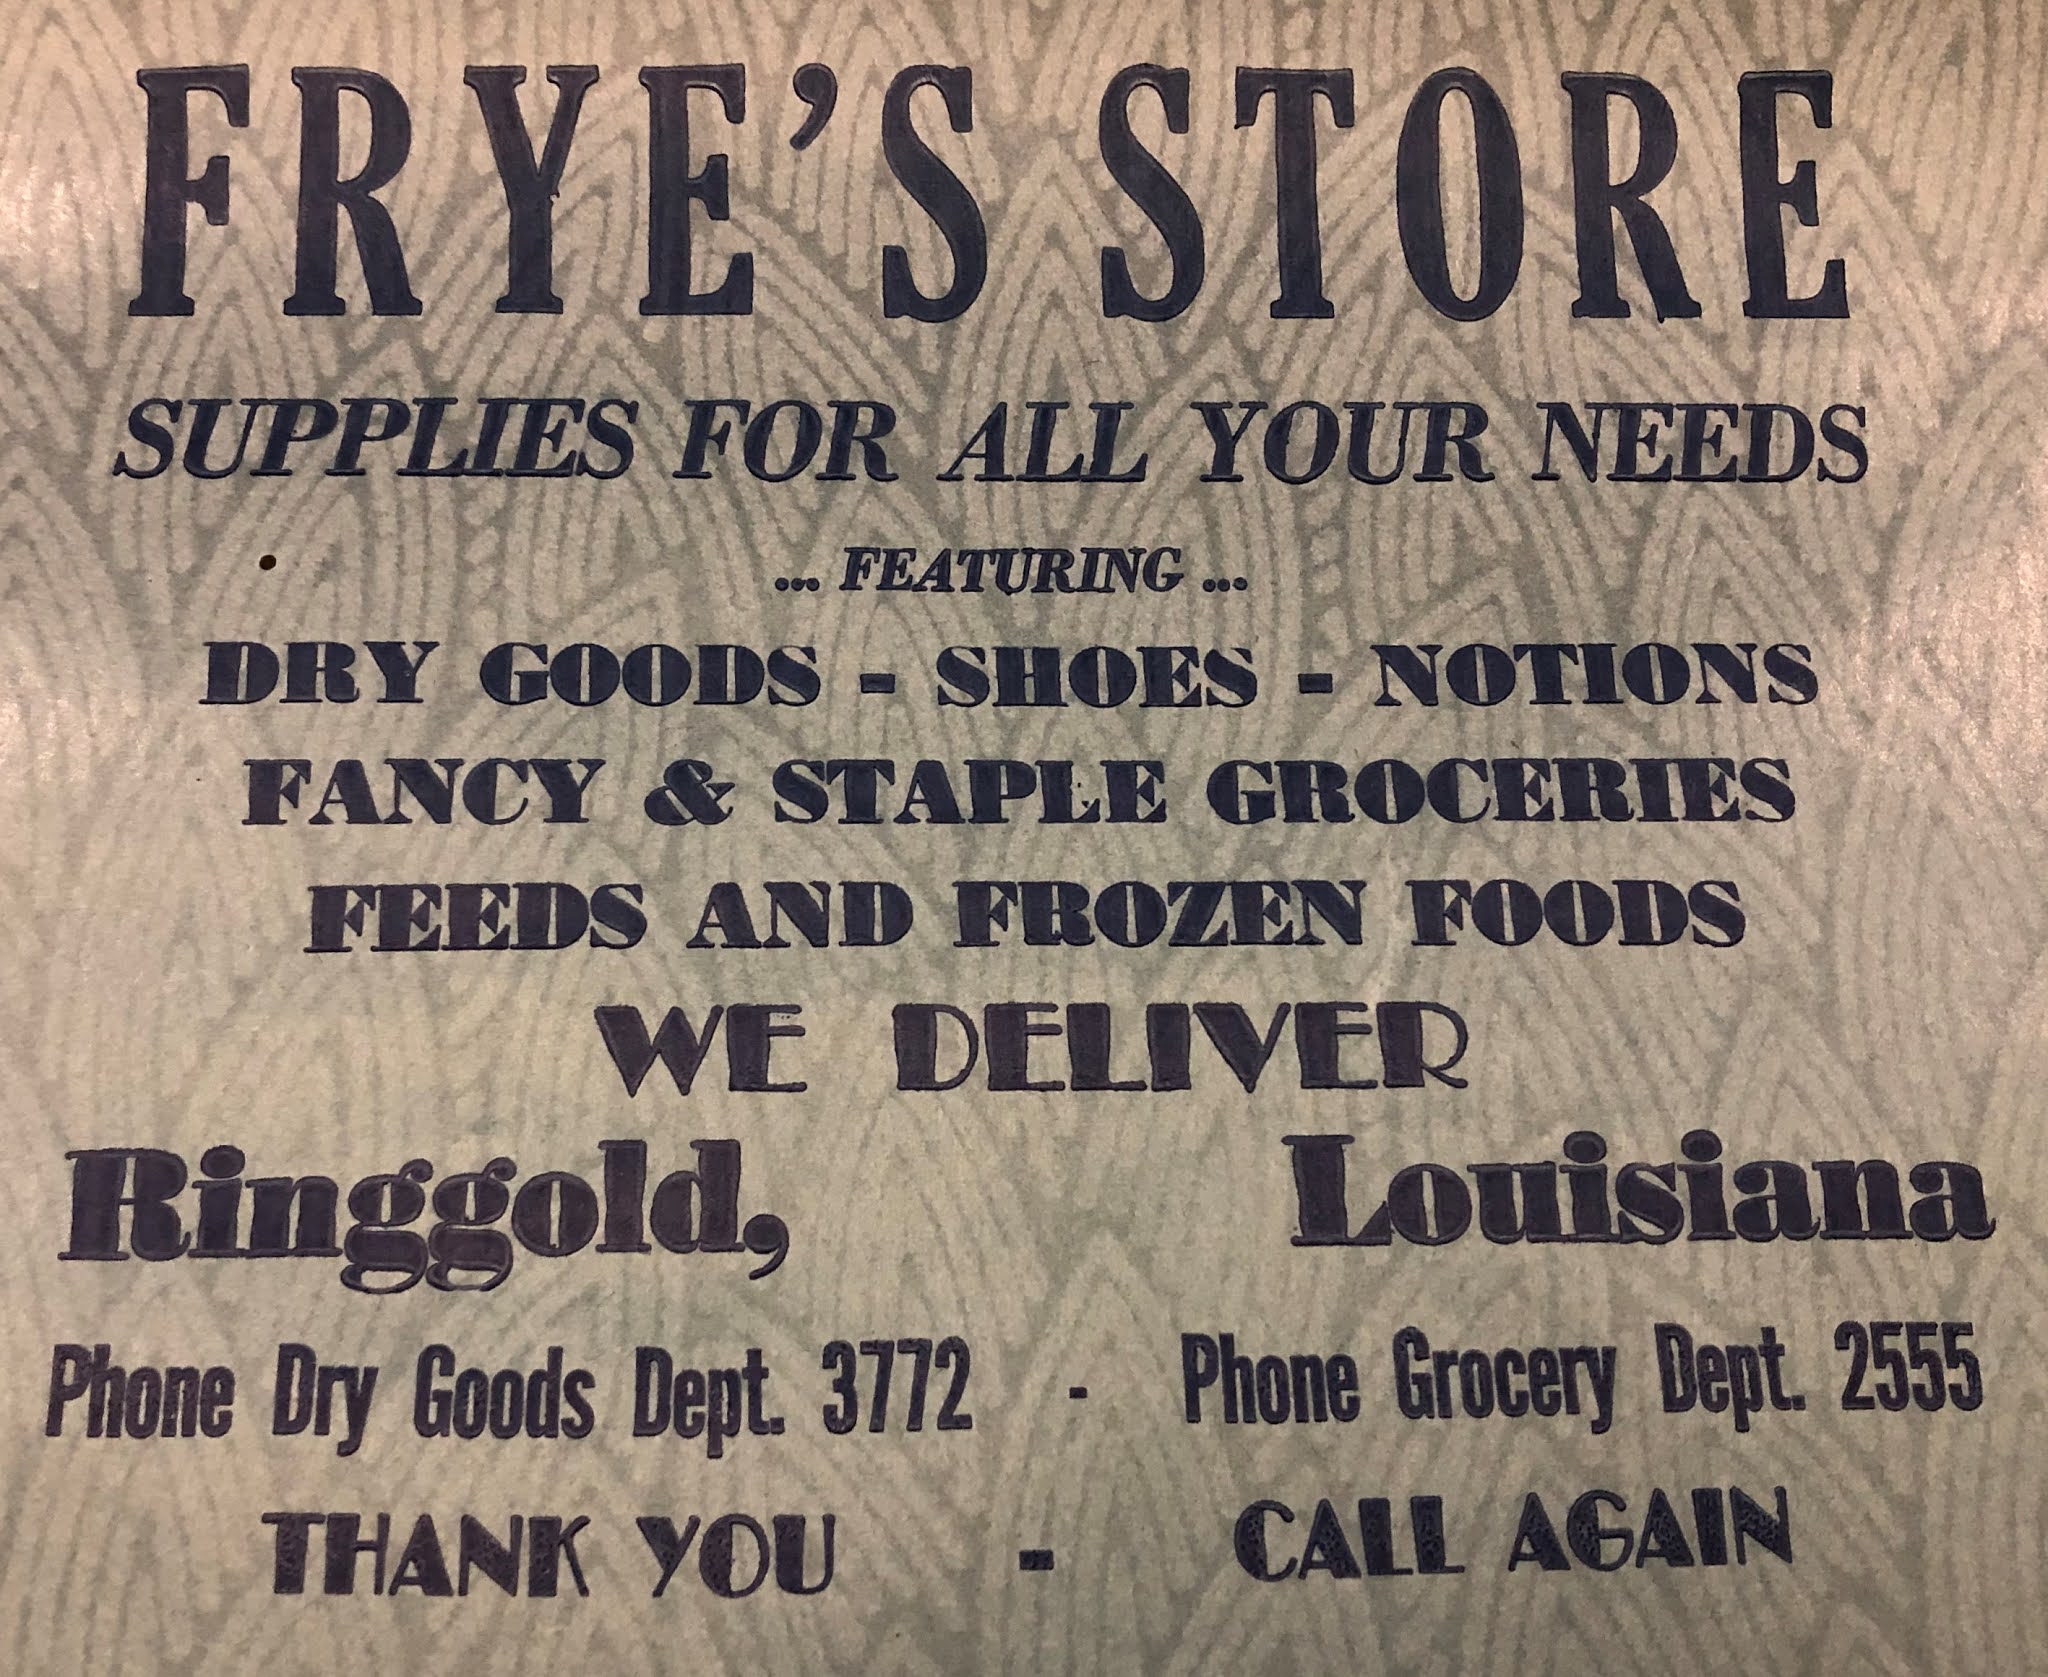 FRYE'S STORE
SUPPLIES FOR ALL YOUR NEEDS
... FEATURING ...
DRY GOODS - SHOES - NOTIONS
FANCY & STAPLE GROCERIES
FEEDS AND FROZEN FOODS
WE DELIVER
Ringgold, Louisiana
Phone Dry Goods Dept. 3772 - Phone Grocery Dept. 2555
THANK YOU - CALL AGAIN